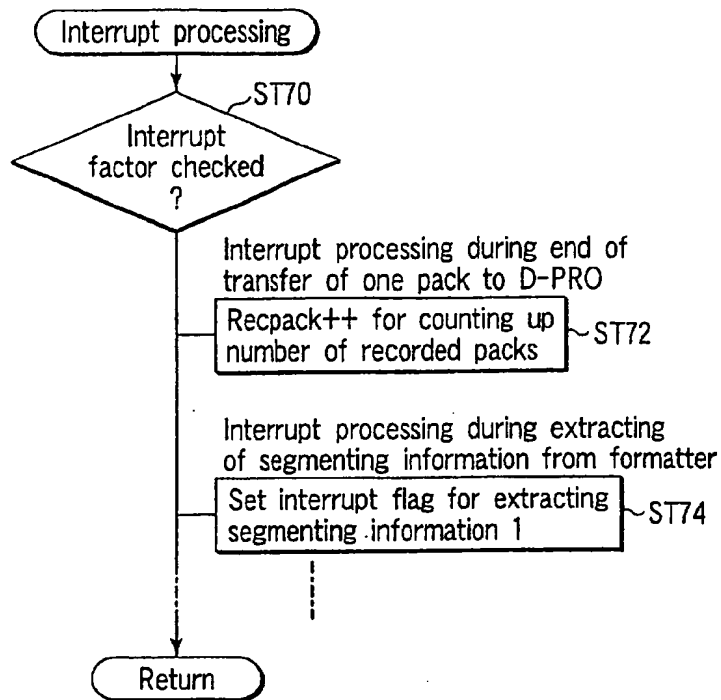 Interrupt processing
ST70
Interrupt
factor checked
?
Interrupt processing during end of
transfer of one pack to D-PRO
Recpack++ for counting up
number of recorded packs
ST72
Interrupt processing during extracting
of segmenting information from formatter
Set interrupt flag for extracting
segmenting information 1
ST74
Return